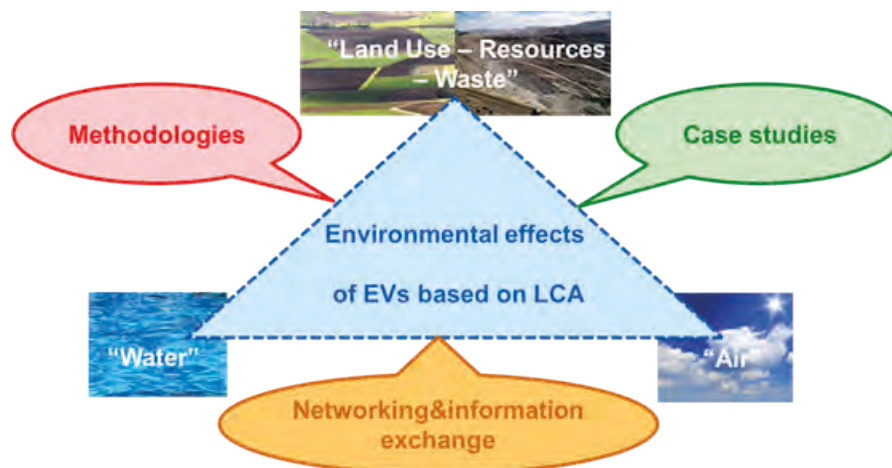 “Land Use – Resources
– Waste”
Methodologies
Case studies
Environmental effects
of EVs based on LCA
“Water”
“Air”
Networking&information
exchange